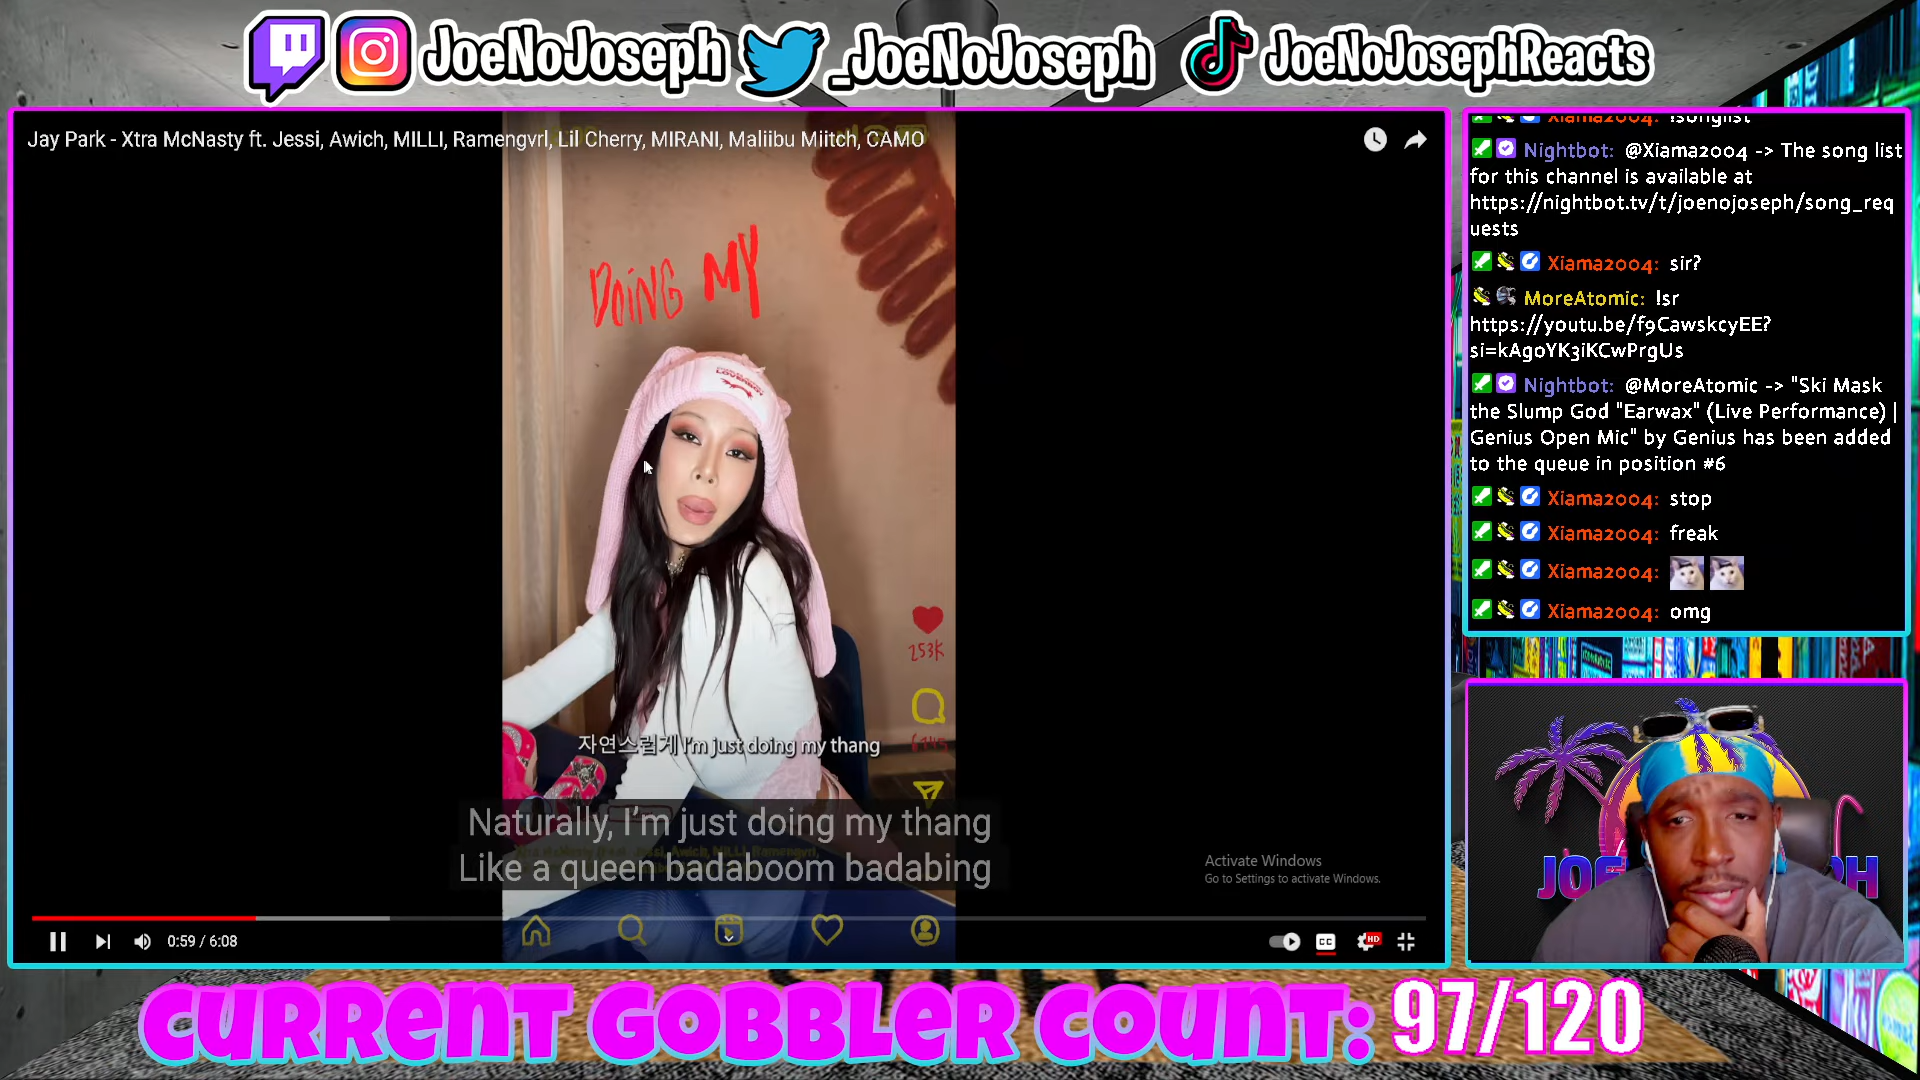 JoeNoJoseph
_JoeNoJoseph
JoeNoJosephReacts
Jay Park - Xtra McNasty ft. Jessi, Awich, MILLI, Ramengvrl, Lil Cherry, MIRANI, Maliibu Miitch, CAMO
DOING MY
LOVERBOY
253K
자연스럽게 I'm just doing my thang
Naturally, I'm just doing my thang
Like a queen badaboom badabing
Activate Windows
Go to Settings to activate Windows.
0:59 / 6:08
CC
HD
Xiama2004: !songlist
Nightbot: @Xiama2004 -> The song list
for this channel is available at
https://nightbot.tv/t/joenojoseph/song_req
uests
Xiama2004: sir?
MoreAtomic: !sr
https://youtu.be/f9CawskcyEE?
si=kAgoYK3iKCwPrgUs
Nightbot: @MoreAtomic -> "Ski Mask
the Slump God "Earwax" (Live Performance) |
Genius Open Mic" by Genius has been added
to the queue in position #6
Xiama2004: stop
Xiama2004: freak
Xiama2004:
Xiama2004: omg
CURRENT GOBBLER COUNT: 97/120